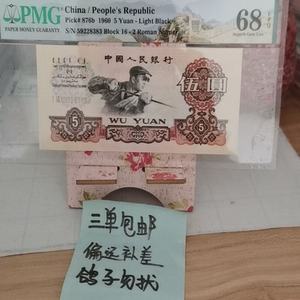 PMG
PAPER MONEY GUARANTY
China / People's Republic
Pick# 876b 1960 5 Yuan - Light Black
S/N 59228383 Block 16 - 2 Roman
68
EPQ
中国人民银行
伍圆
5
5
WU YUAN
三单包邮
偏远补差
鸽子勿扰